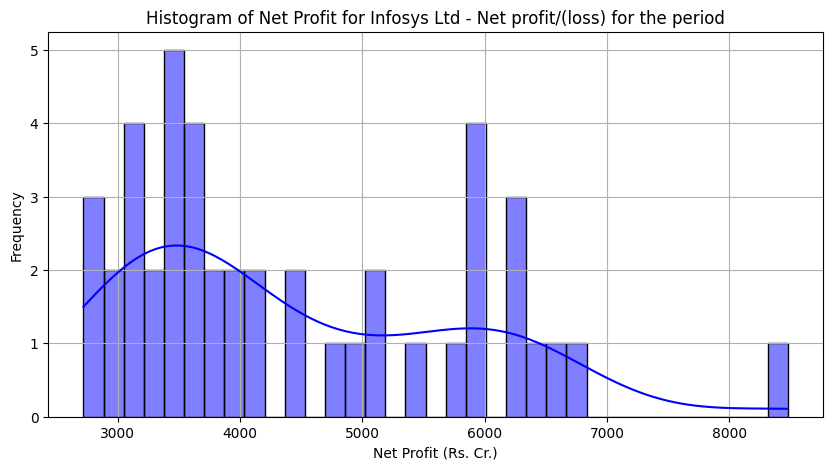 Histogram of Net Profit for Infosys Ltd - Net profit/(loss) for the period
5
4
3
2
1
0
Frequency
3000 4000 5000 6000 7000 8000
Net Profit (Rs. Cr.)